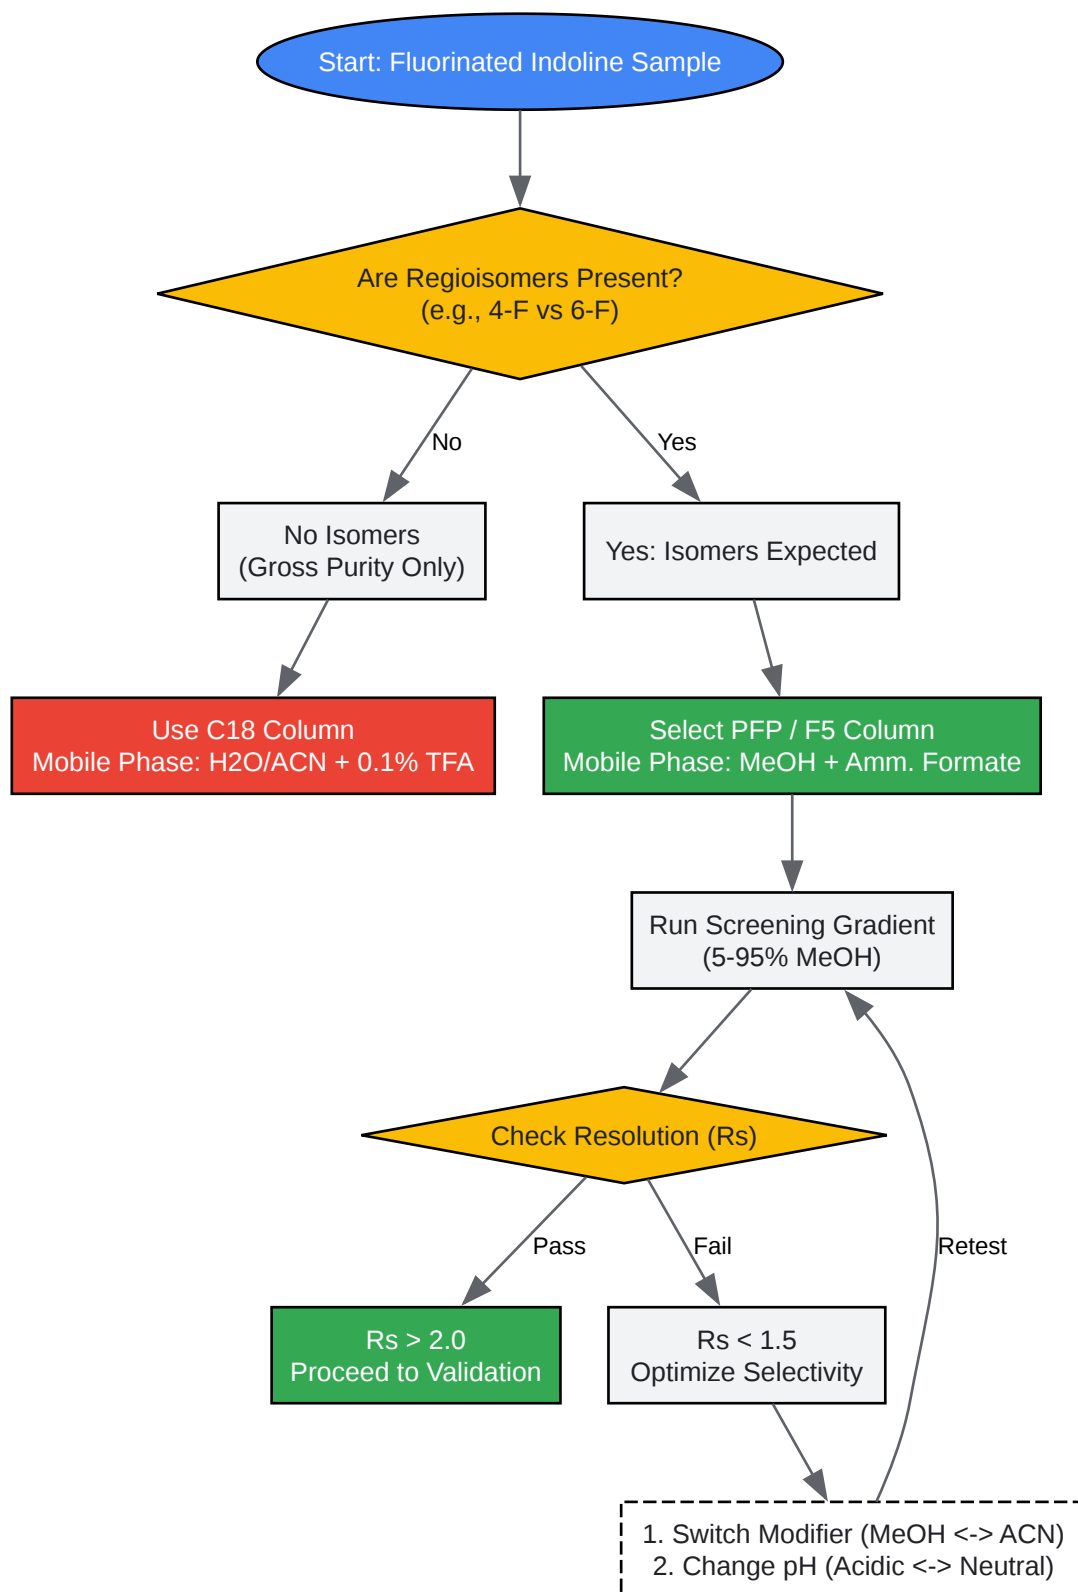 Start: Fluorinated Indoline Sample
Are Regioisomers Present?
(e.g., 4-F vs 6-F)
No
Yes
No Isomers
(Gross Purity Only)
Yes: Isomers Expected
Use C18 Column
Mobile Phase: H2O/ACN + 0.1% TFA
Select PFP / F5 Column
Mobile Phase: MeOH + Amm. Formate
Run Screening Gradient
(5-95% MeOH)
Check Resolution (Rs)
Pass
Fail
Retest
Rs > 2.0
Proceed to Validation
Rs < 1.5
Optimize Selectivity
1. Switch Modifier (MeOH <-> ACN)
2. Change pH (Acidic <-> Neutral)